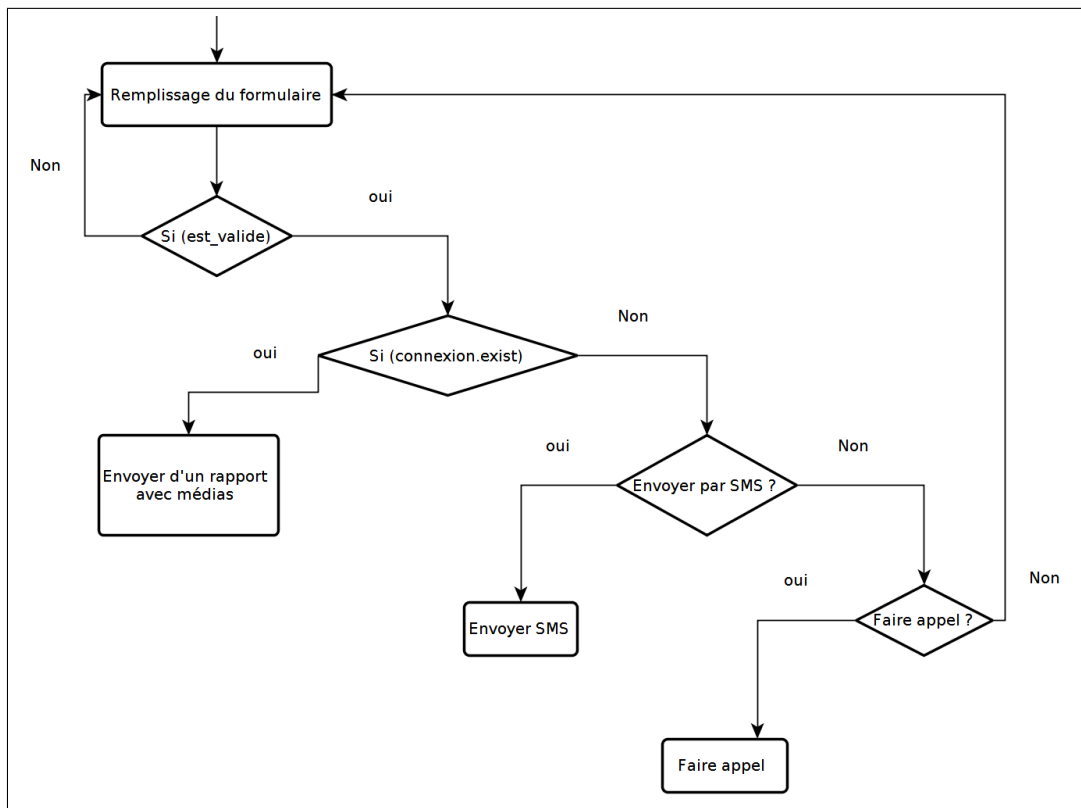 Remplissage du formulaire
Non
oui
Si (est_valide)
Non
oui
Si (connexion.exist)
oui
Non
Envoyer d'un rapport
avec médias
Envoyer par SMS ?
oui
Non
Envoyer SMS
Faire appel ?
Faire appel